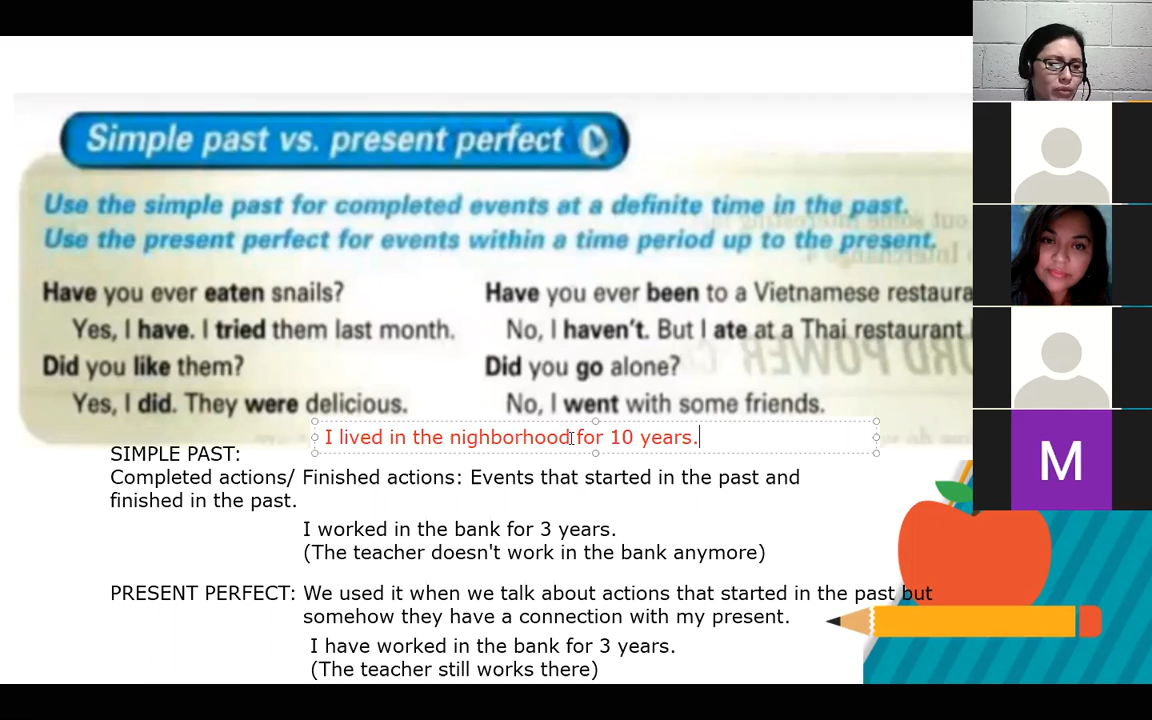 Simple past vs. present perfect
Use the simple past for completed events at a definite time in the past.
Use the present perfect for events within a time period up to the present.
Have you ever eaten snails?
Yes, I have. I tried them last month.
Did you like them?
Yes, I did. They were delicious.
Have you ever been to a Vietnamese restaura
No, I haven't. But I ate at a Thai restaurant
Did you go alone?
No, I went with some friends.
I lived in the nighborhood for 10 years.
SIMPLE PAST:
Completed actions/ Finished actions: Events that started in the past and
finished in the past.
I worked in the bank for 3 years.
(The teacher doesn't work in the bank anymore)
PRESENT PERFECT: We used it when we talk about actions that started in the past but
somehow they have a connection with my present.
I have worked in the bank for 3 years.
(The teacher still works there)
M